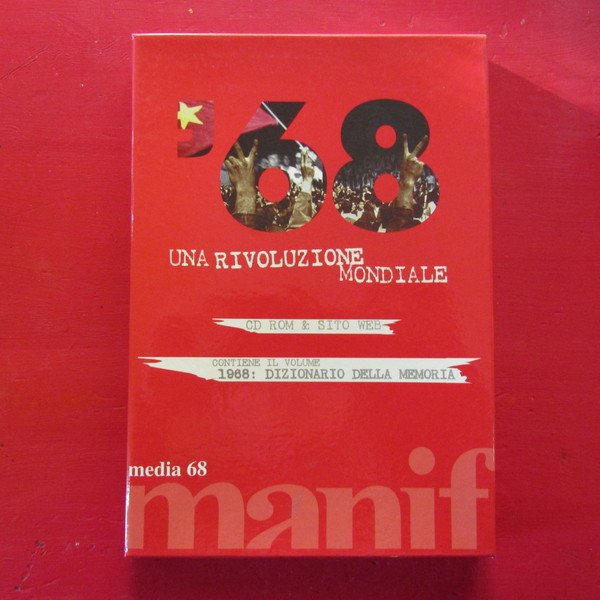 '68
UNA RIVOLUZIONE
MONDIALE
CD ROM & SITO WEB
CONTIENE IL VOLUME
1968: DIZIONARIO DELLA MEMORIA
media 68
manif